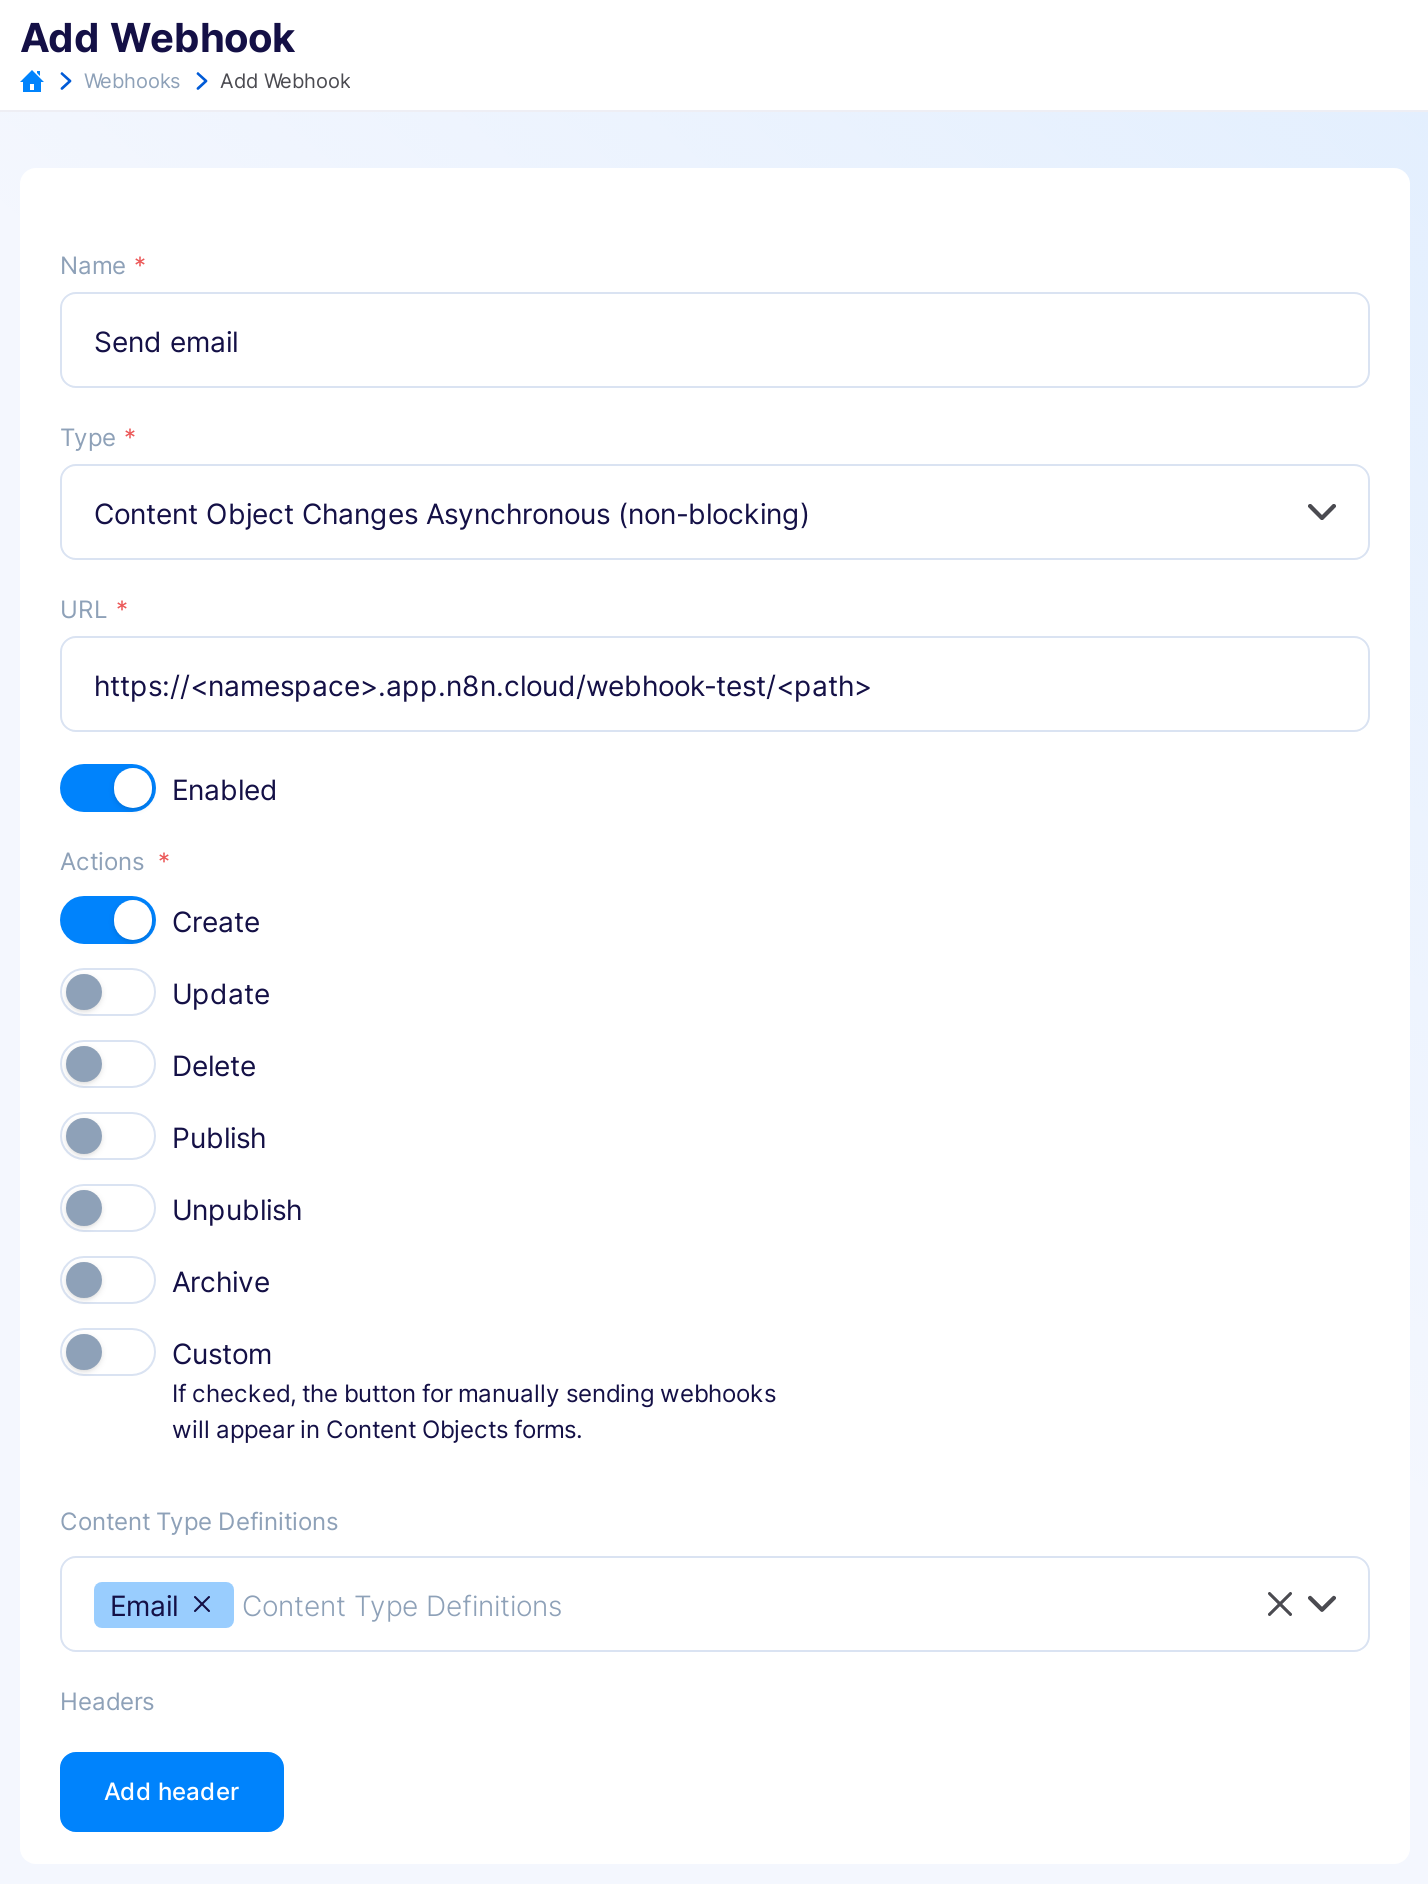 Add Webhook
Webhooks Add Webhook
Name *
Send email
Type *
Content Object Changes Asynchronous (non-blocking)
URL *
https://<namespace>.app.n8n.cloud/webhook-test/<path>
Enabled
Actions *
Create
Update
Delete
Publish
Unpublish
Archive
Custom
If checked, the button for manually sending webhooks
will appear in Content Objects forms.
Content Type Definitions
Email Content Type Definitions
Headers
Add header